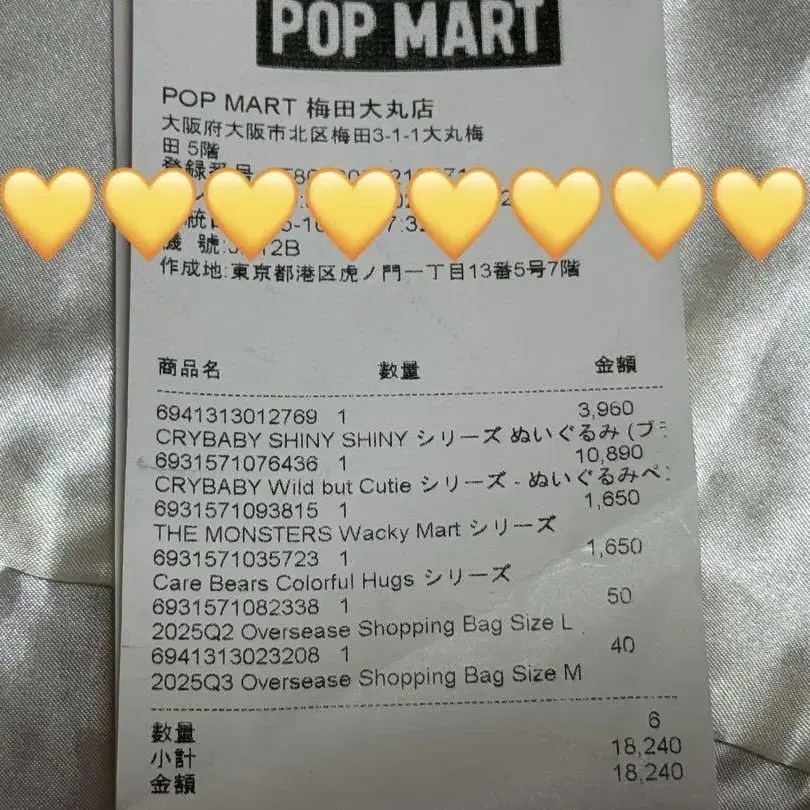 POP MART
POP MART 梅田大丸店
大阪府大阪市北区梅田3-1-1大丸梅
田 5階
作成地:東京都港区虎ノ門一丁目13番5号7階
商品名 数量 金額
6941313012769 1 3,960
CRYBABY SHINY SHINY シリーズ ぬいぐるみ (ブ
6931571076436 1 10,890
CRYBABY Wild but Cutie シリーズ - ぬいぐるみペ
6931571093815 1 1,650
THE MONSTERS Wacky Mart シリーズ
6931571035723 1 1,650
Care Bears Colorful Hugs シリーズ
6931571082338 1 50
2025Q2 Oversease Shopping Bag Size L
6941313023208 1 40
2025Q3 Oversease Shopping Bag Size M
数量 6
小計 18,240
金額 18,240